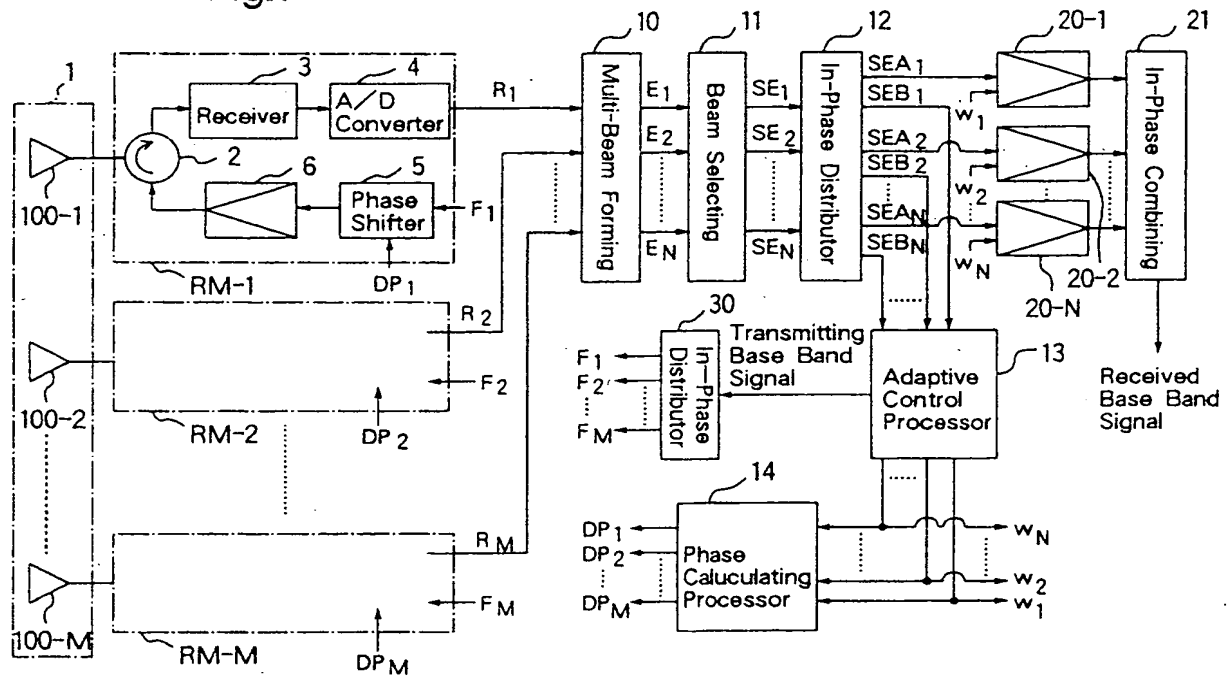 10
11
12
20-1
21
1
3
4
Receiver
A/D
Converter
R1
2
6
5
Phase
Shifter
F1
100-1
RM-1
DP1
Multi-Beam Forming
E1
E2
EN
Beam Selecting
SE1
SE2
SEN
In-Phase Distributor
SEA1
SEB1
SEA2
SEB2
SEAN
SEBN
w1
w2
wN
20-2
20-N
In-Phase Combining
Received
Base Band
Signal
R2
F2
100-2
RM-2
DP2
30
In-Phase
Distributor
F1
F2
FM
Transmitting
Base Band
Signal
13
Adaptive
Control
Processor
14
DP1
DP2
DPM
Phase
Caluculating
Processor
wN
w2
w1
RM
FM
100-M
RM-M
DPM